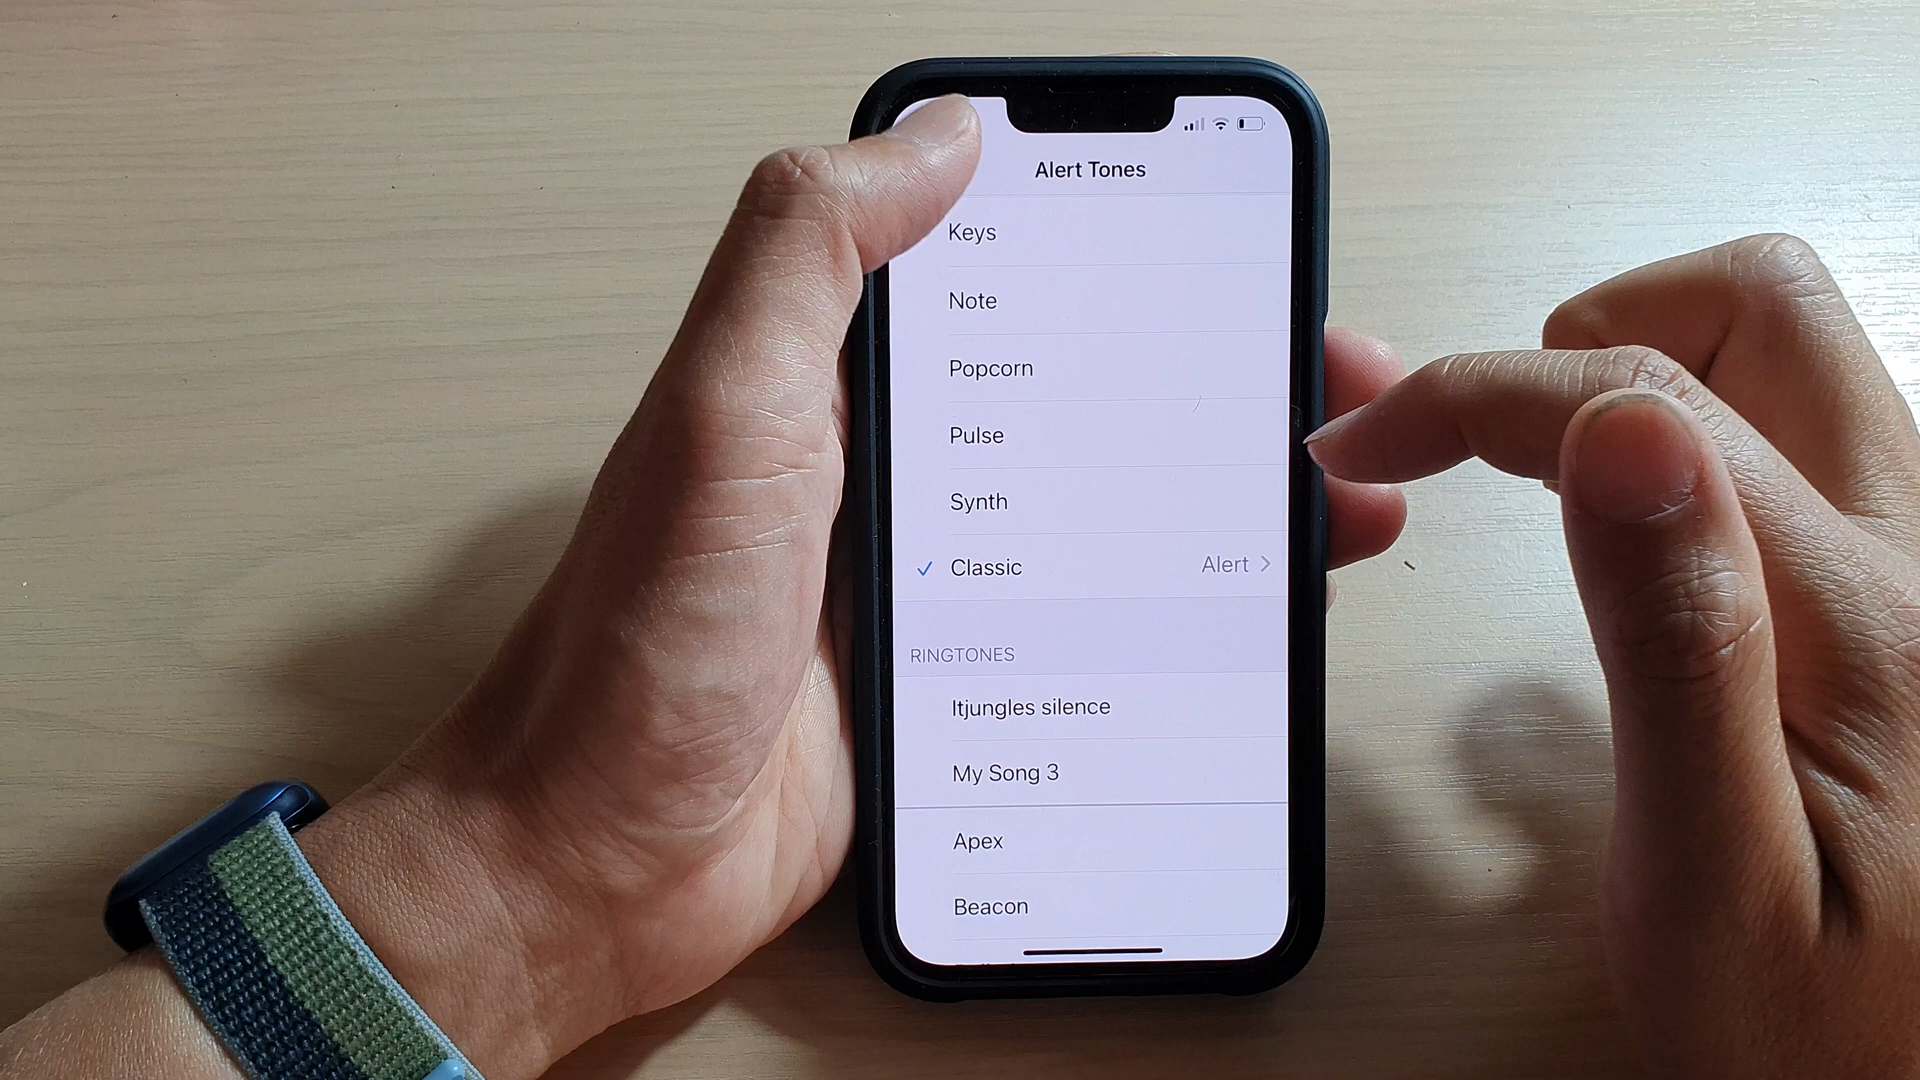 Alert Tones
Keys
Note
Popcorn
Pulse
Synth
Classic Alert
RINGTONES
Itjungles silence
My Song 3
Apex
Beacon